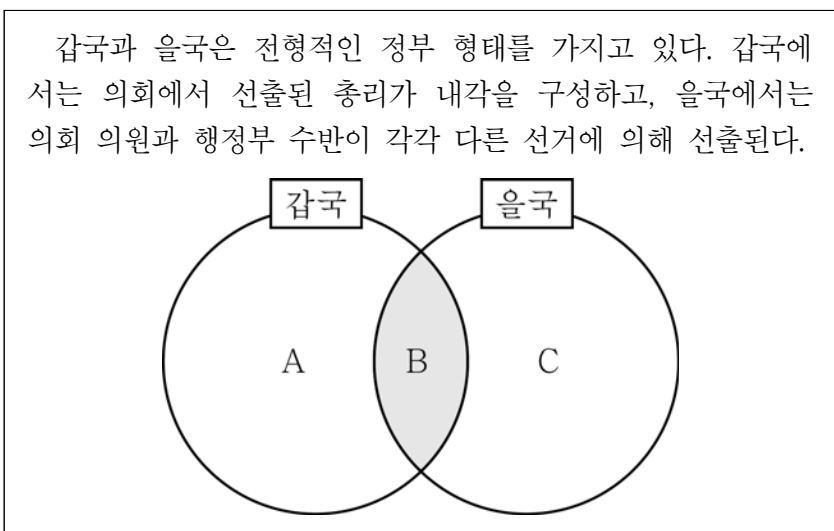 갑국과 을국은 전형적인 정부 형태를 가지고 있다. 갑국에
서는 의회에서 선출된 총리가 내각을 구성하고, 을국에서는
의회 의원과 행정부 수반이 각각 다른 선거에 의해 선출된다.
갑국 을국
A B C